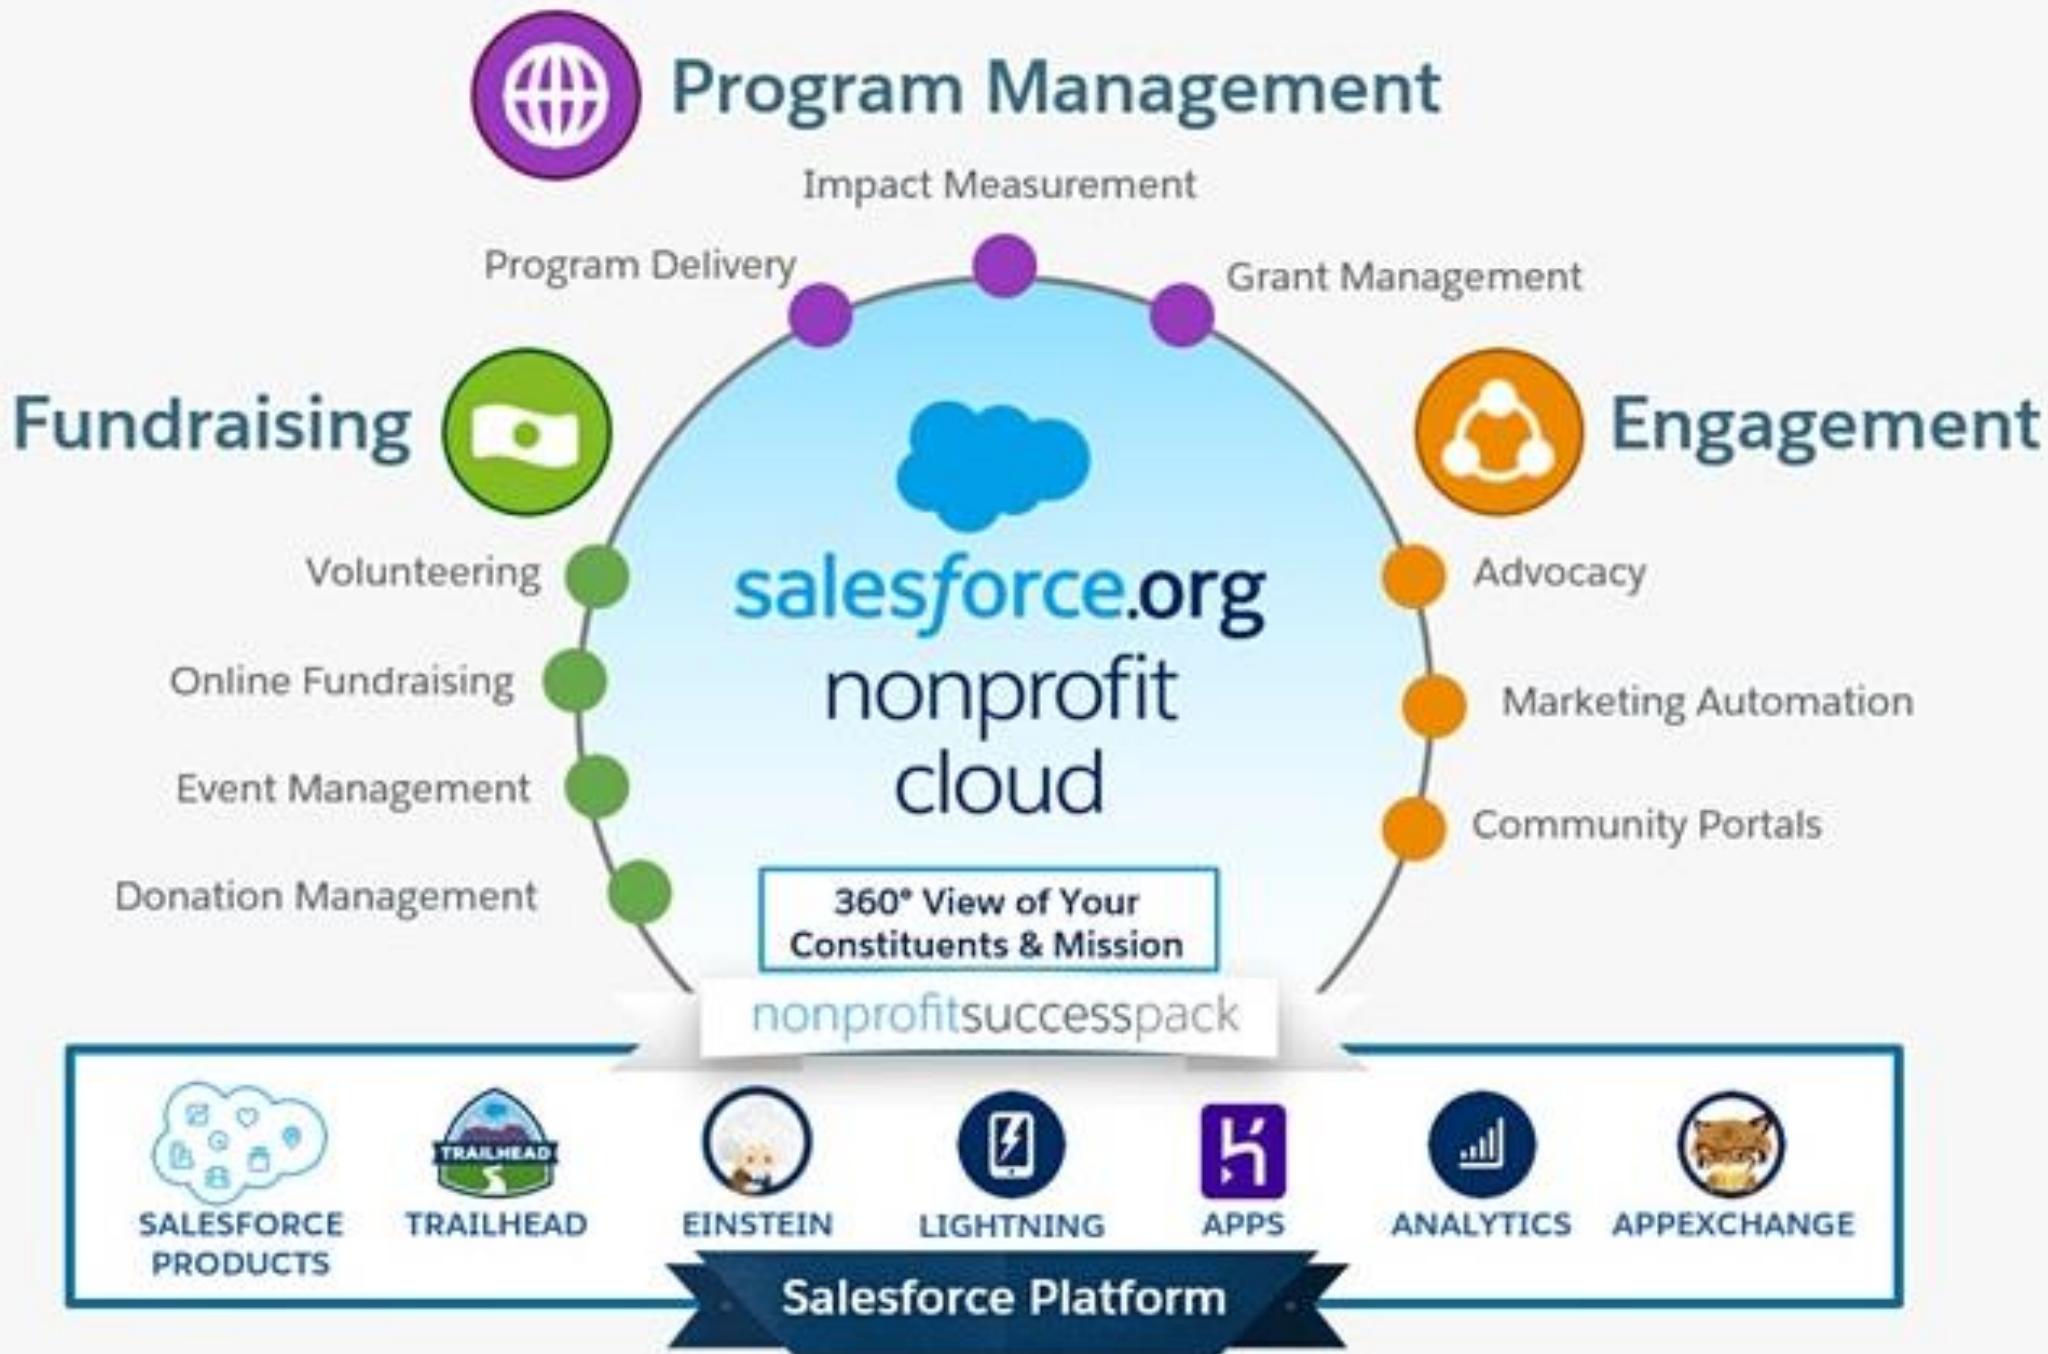 Program Management
Impact Measurement
Program Delivery
Grant Management
Fundraising
Engagement
Volunteering
Online Fundraising
Event Management
Donation Management
salesforce.org
nonprofit
cloud
Advocacy
Marketing Automation
Community Portals
360° View of Your
Constituents & Mission
nonprofitsuccesspack
TRAILHEAD
SALESFORCE
PRODUCTS
TRAILHEAD
EINSTEIN
LIGHTNING
APPS
ANALYTICS
APPEXCHANGE
Salesforce Platform